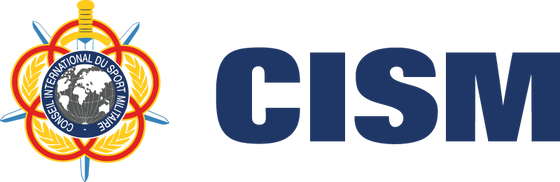 CONSEIL INTERNATIONAL DU SPORT MILITAIRE -
CISM